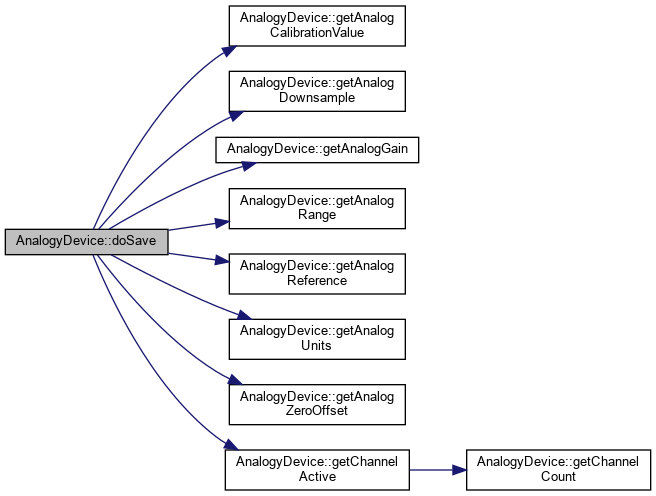 AnalogyDevice::getAnalog
CalibrationValue
AnalogyDevice::getAnalog
Downsample
AnalogyDevice::getAnalogGain
AnalogyDevice::getAnalog
Range
AnalogyDevice::doSave
AnalogyDevice::getAnalog
Reference
AnalogyDevice::getAnalog
Units
AnalogyDevice::getAnalog
ZeroOffset
AnalogyDevice::getChannel
Active
AnalogyDevice::getChannel
Count